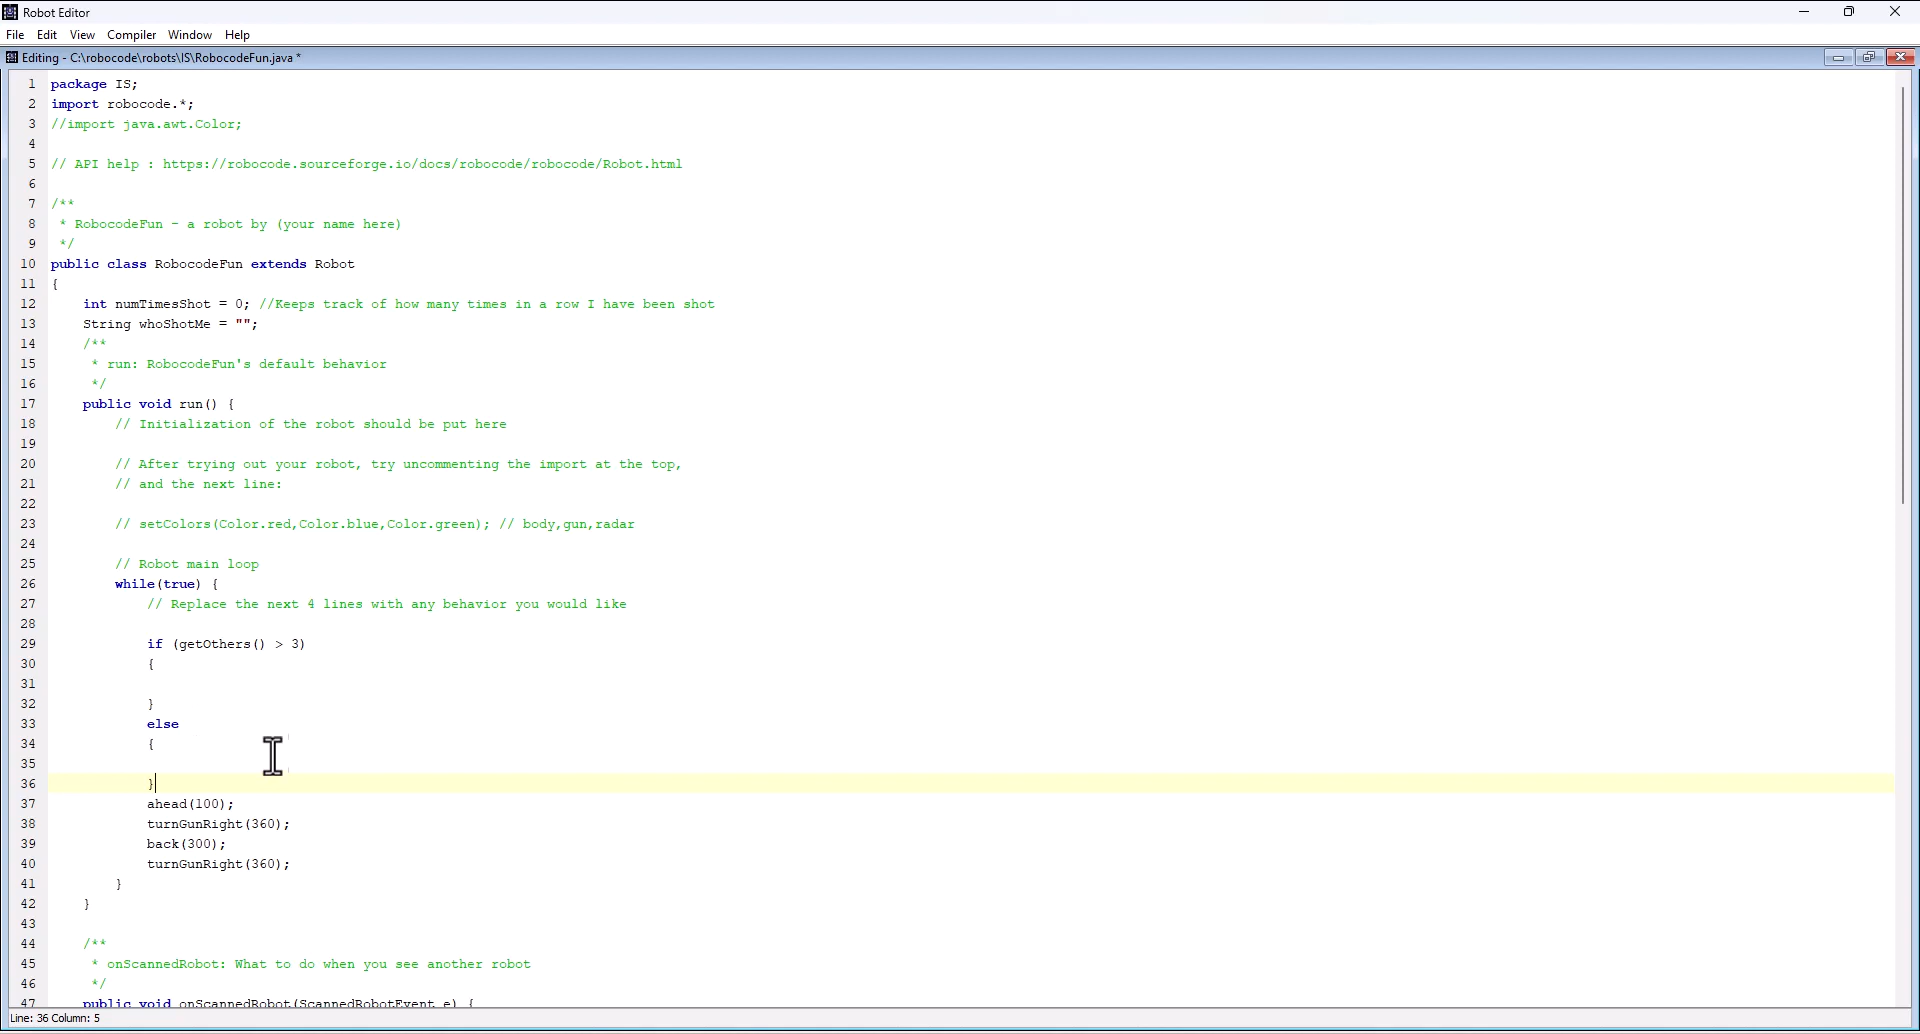 Robot Editor
File Edit View Compiler Window Help
Editing - C:\robocode\robots\IS\RobocodeFun.java *
1 package IS;
2 import robocode.*;
3 //import java.awt.Color;
4
5 // API help : https://robocode.sourceforge.io/docs/robocode/robocode/Robot.html
6
7 /**
8  * RobocodeFun - a robot by (your name here)
9  */
10 public class RobocodeFun extends Robot
11 {
12     int numTimesShot = 0; //Keeps track of how many times in a row I have been shot
13     String whoShotMe = "";
14     /**
15      * run: RobocodeFun's default behavior
16      */
17     public void run() {
18         // Initialization of the robot should be put here
19
20         // After trying out your robot, try uncommenting the import at the top,
21         // and the next line:
22
23         // setColors(Color.red,Color.blue,Color.green); // body,gun,radar
24
25         // Robot main loop
26         while(true) {
27             // Replace the next 4 lines with any behavior you would like
28
29             if (getOthers() > 3)
30             {
31
32             }
33             else
34             {
35
36             }
37             ahead(100);
38             turnGunRight(360);
39             back(300);
40             turnGunRight(360);
41         }
42     }
43
44     /**
45      * onScannedRobot: What to do when you see another robot
46      */
47     public void onScannedRobot(ScannedRobotEvent e) {
Line: 36 Column: 5